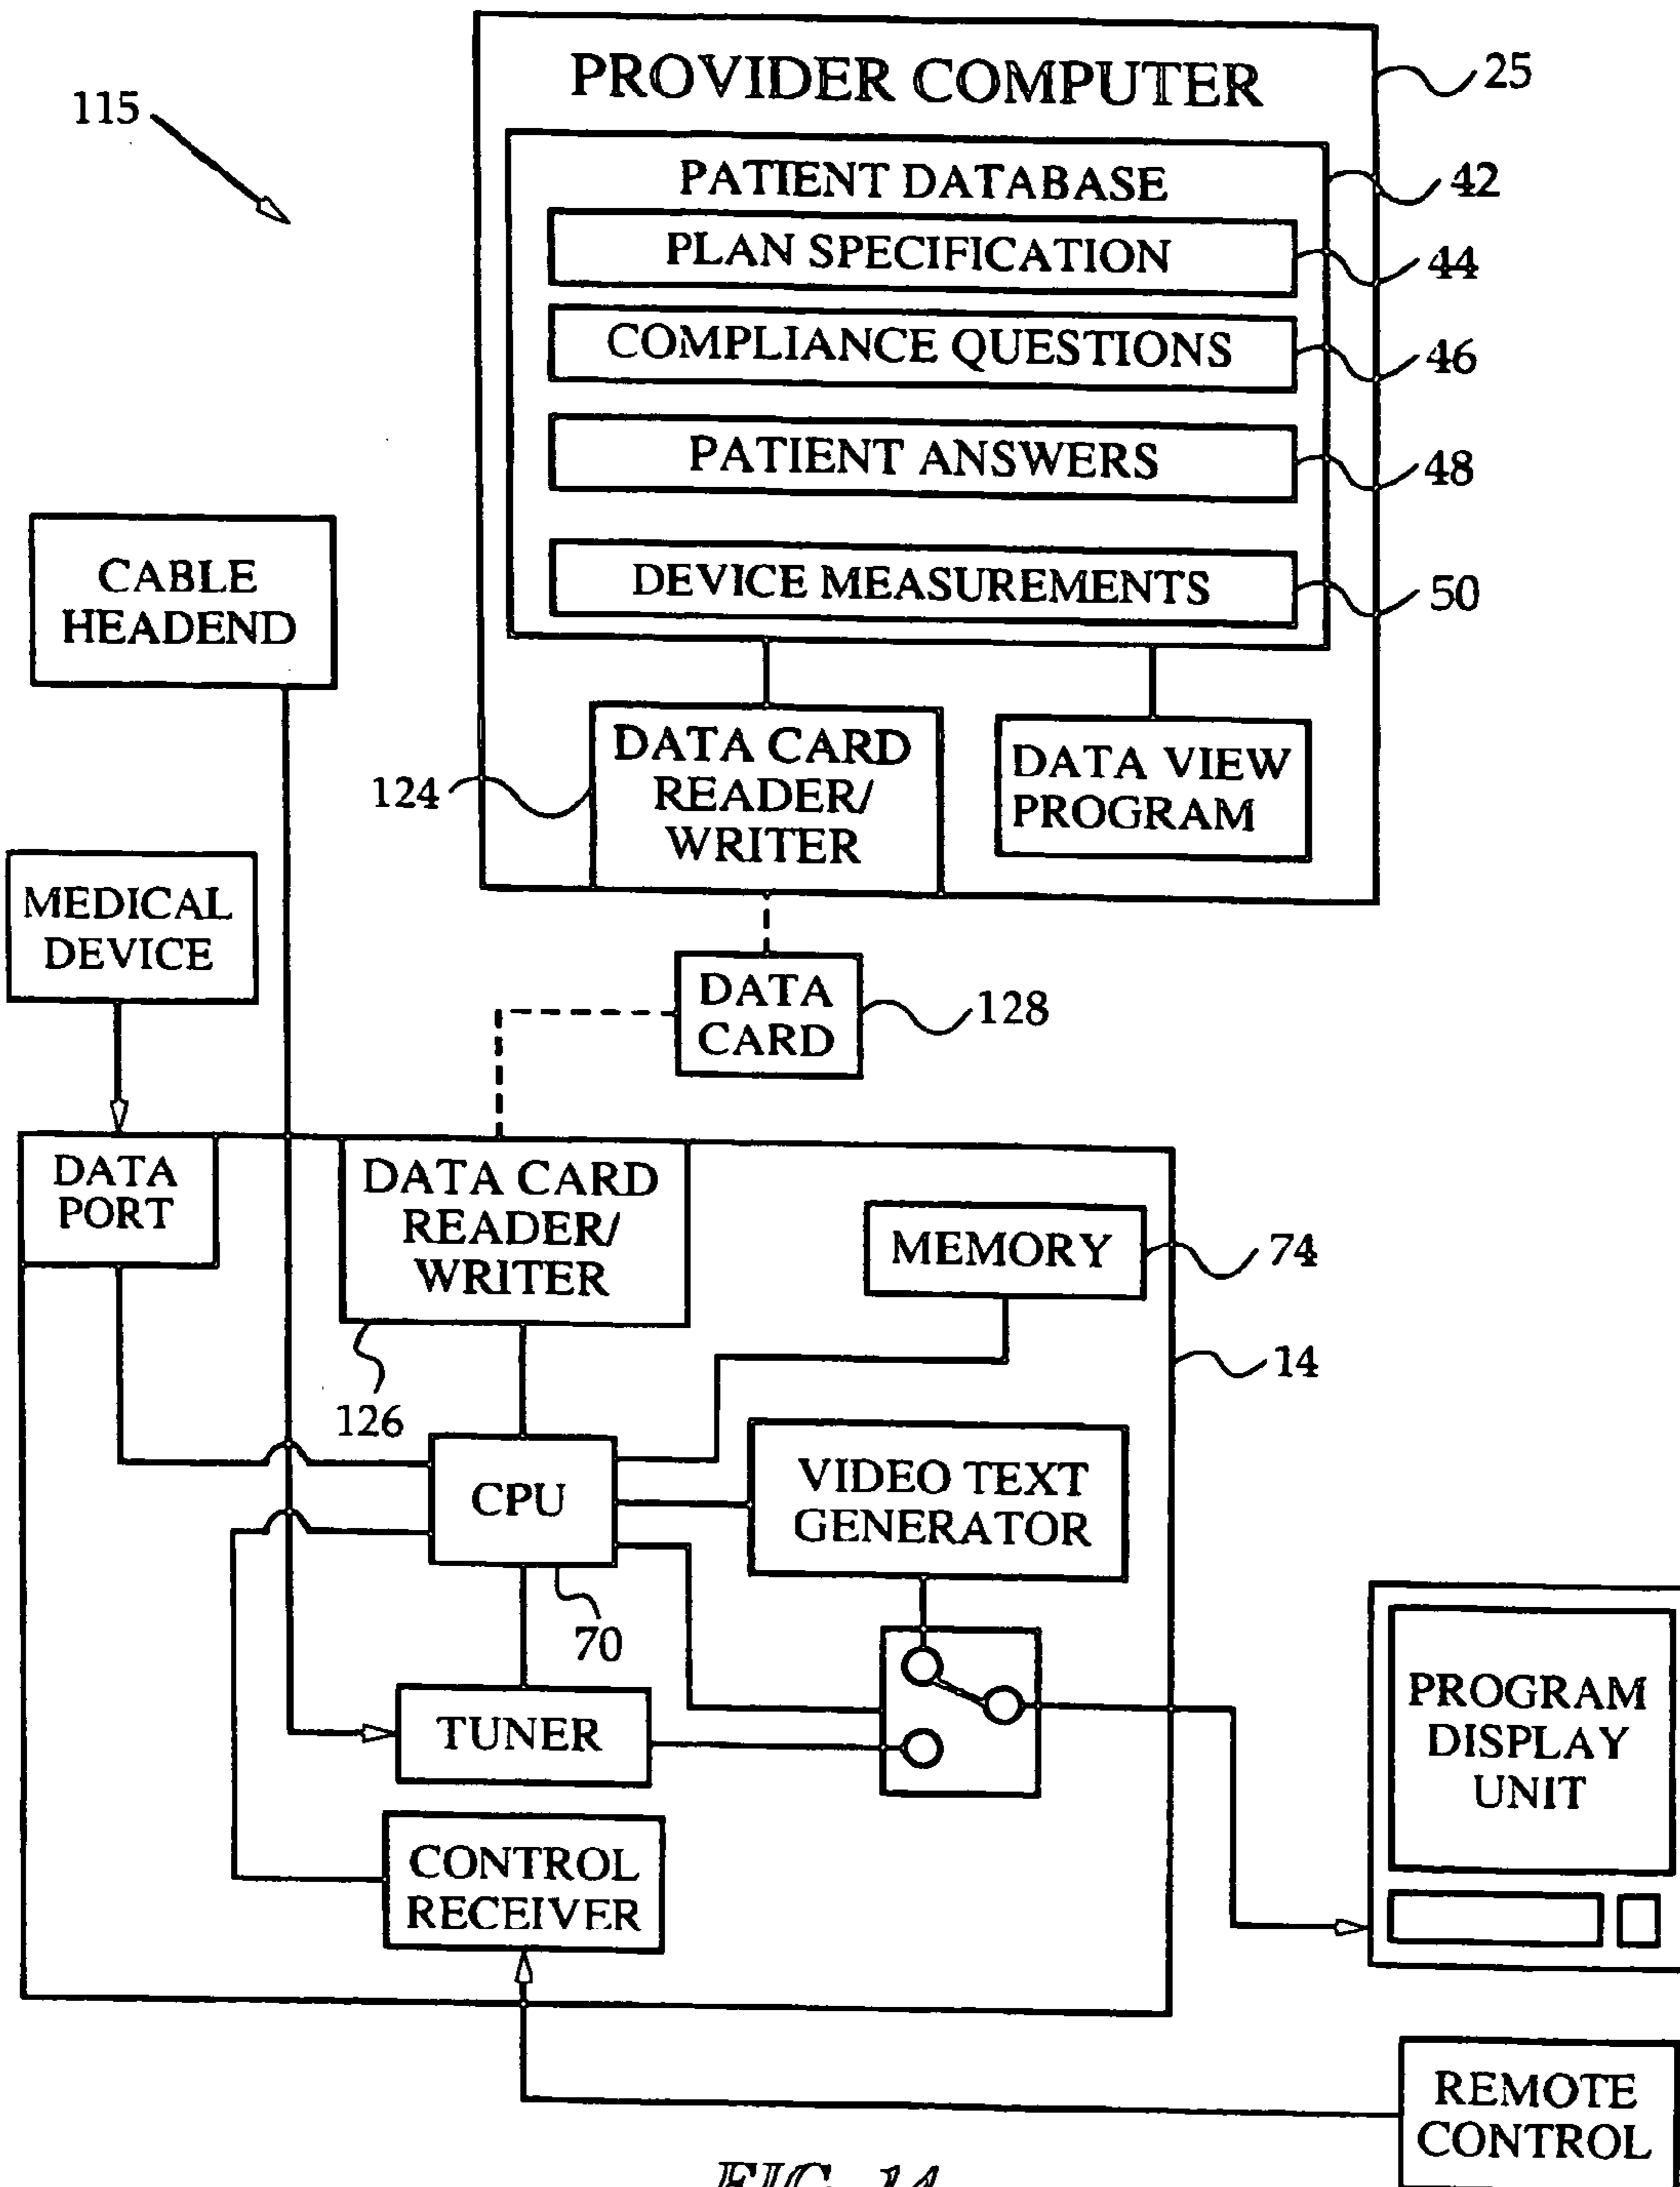 PROVIDER COMPUTER
25
115
PATIENT DATABASE
42
PLAN SPECIFICATION
44
COMPLIANCE QUESTIONS
46
PATIENT ANSWERS
48
DEVICE MEASUREMENTS
50
CABLE
HEADEND
DATA CARD
READER/
WRITER
124
DATA VIEW
PROGRAM
MEDICAL
DEVICE
DATA
CARD
128
DATA
PORT
DATA CARD
READER/
WRITER
126
MEMORY
74
14
CPU
70
VIDEO TEXT
GENERATOR
TUNER
CONTROL
RECEIVER
PROGRAM
DISPLAY
UNIT
REMOTE
CONTROL
FIG. 14